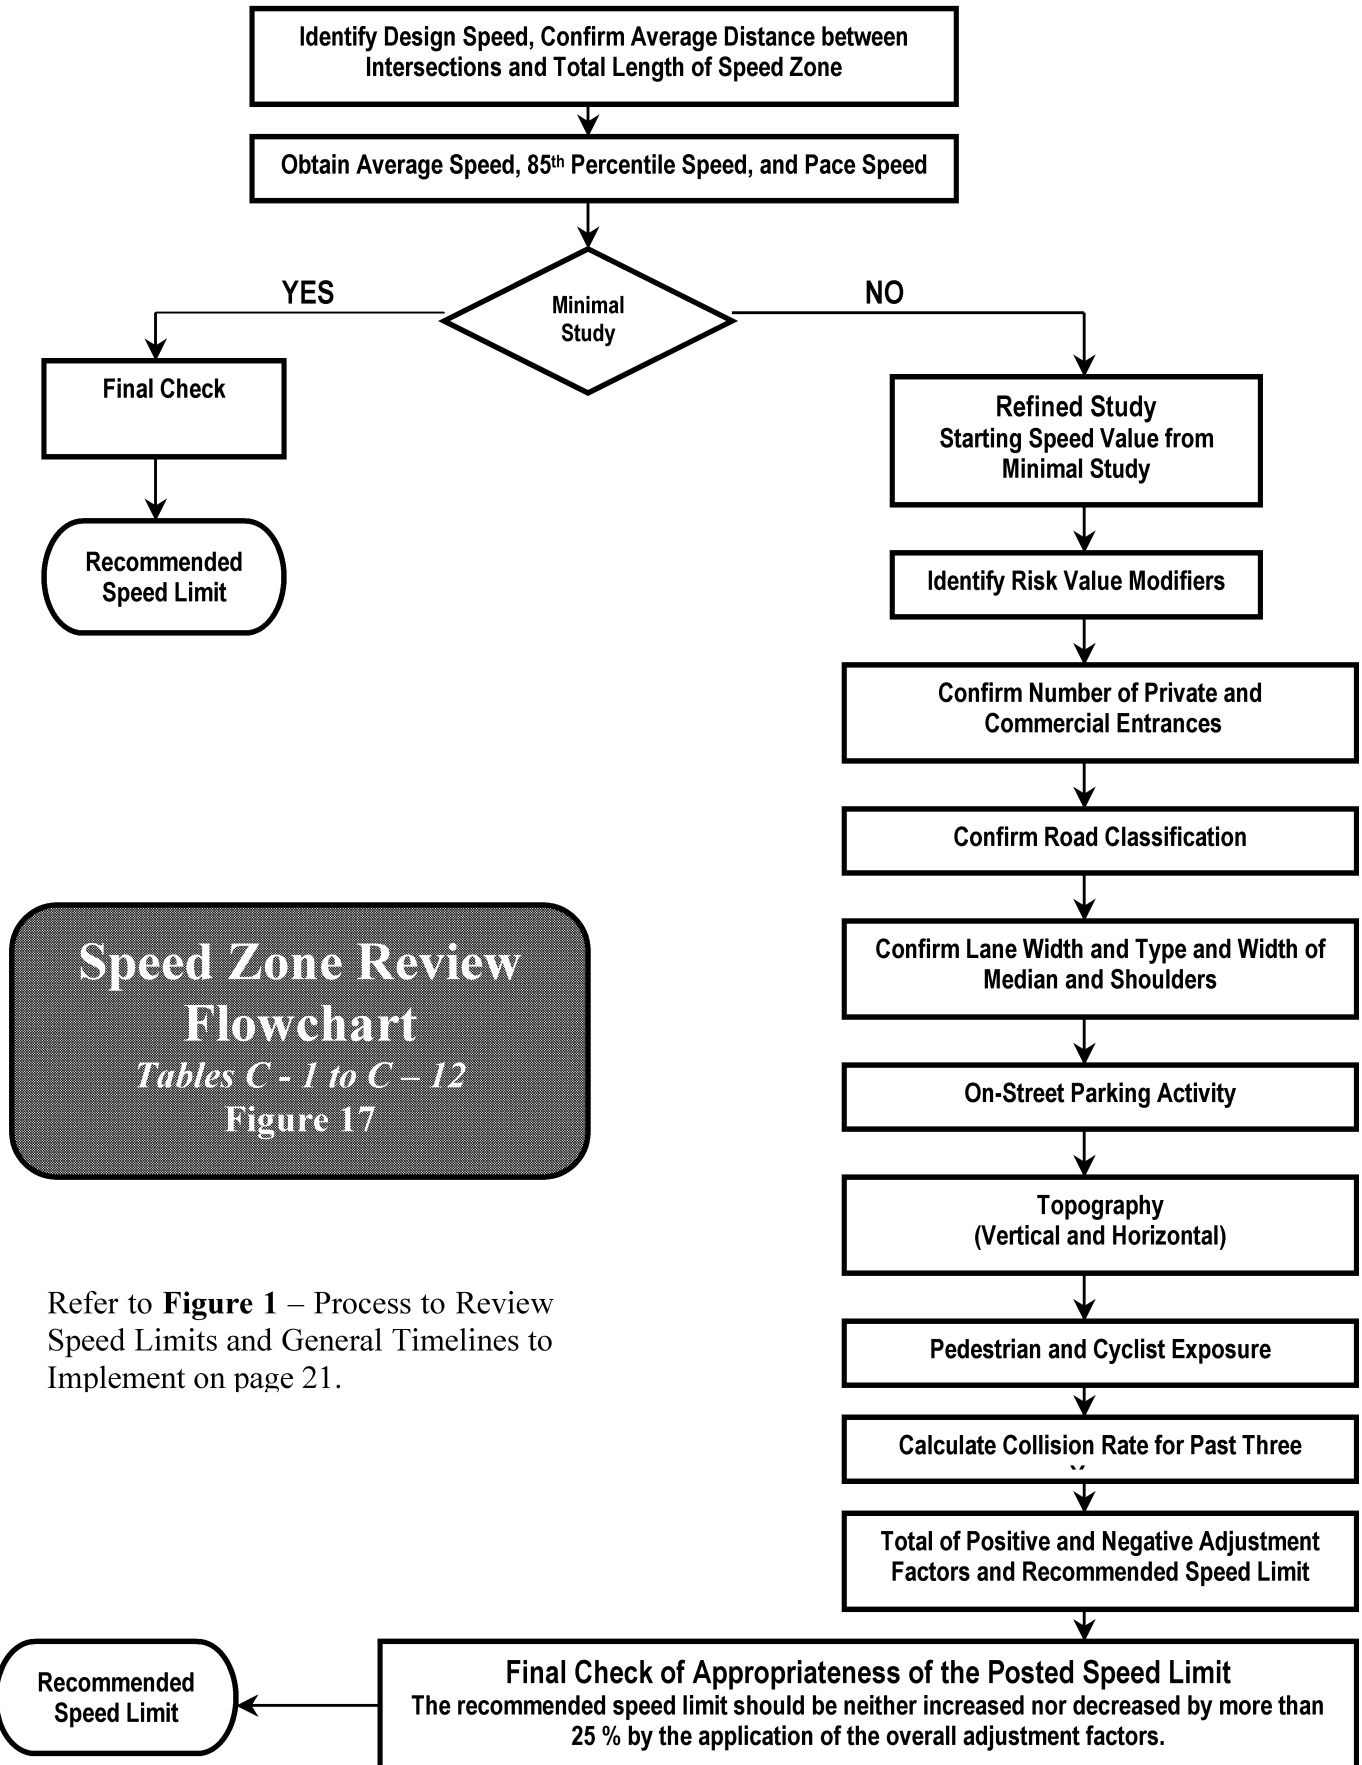 Identify Design Speed, Confirm Average Distance between
Intersections and Total Length of Speed Zone
Obtain Average Speed, 85th Percentile Speed, and Pace Speed
YES
NO
Minimal
Study
Final Check
Recommended
Speed Limit
Refined Study
Starting Speed Value from
Minimal Study
Identify Risk Value Modifiers
Confirm Number of Private and
Commercial Entrances
Confirm Road Classification
Confirm Lane Width and Type and Width of
Median and Shoulders
On-Street Parking Activity
Topography
(Vertical and Horizontal)
Pedestrian and Cyclist Exposure
Calculate Collision Rate for Past Three
Total of Positive and Negative Adjustment
Factors and Recommended Speed Limit
Final Check of Appropriateness of the Posted Speed Limit
The recommended speed limit should be neither increased nor decreased by more than
25 % by the application of the overall adjustment factors.
Recommended
Speed Limit
Speed Zone Review
Flowchart
Tables C - 1 to C – 12
Figure 17
Refer to Figure 1 – Process to Review
Speed Limits and General Timelines to
Implement on page 21.